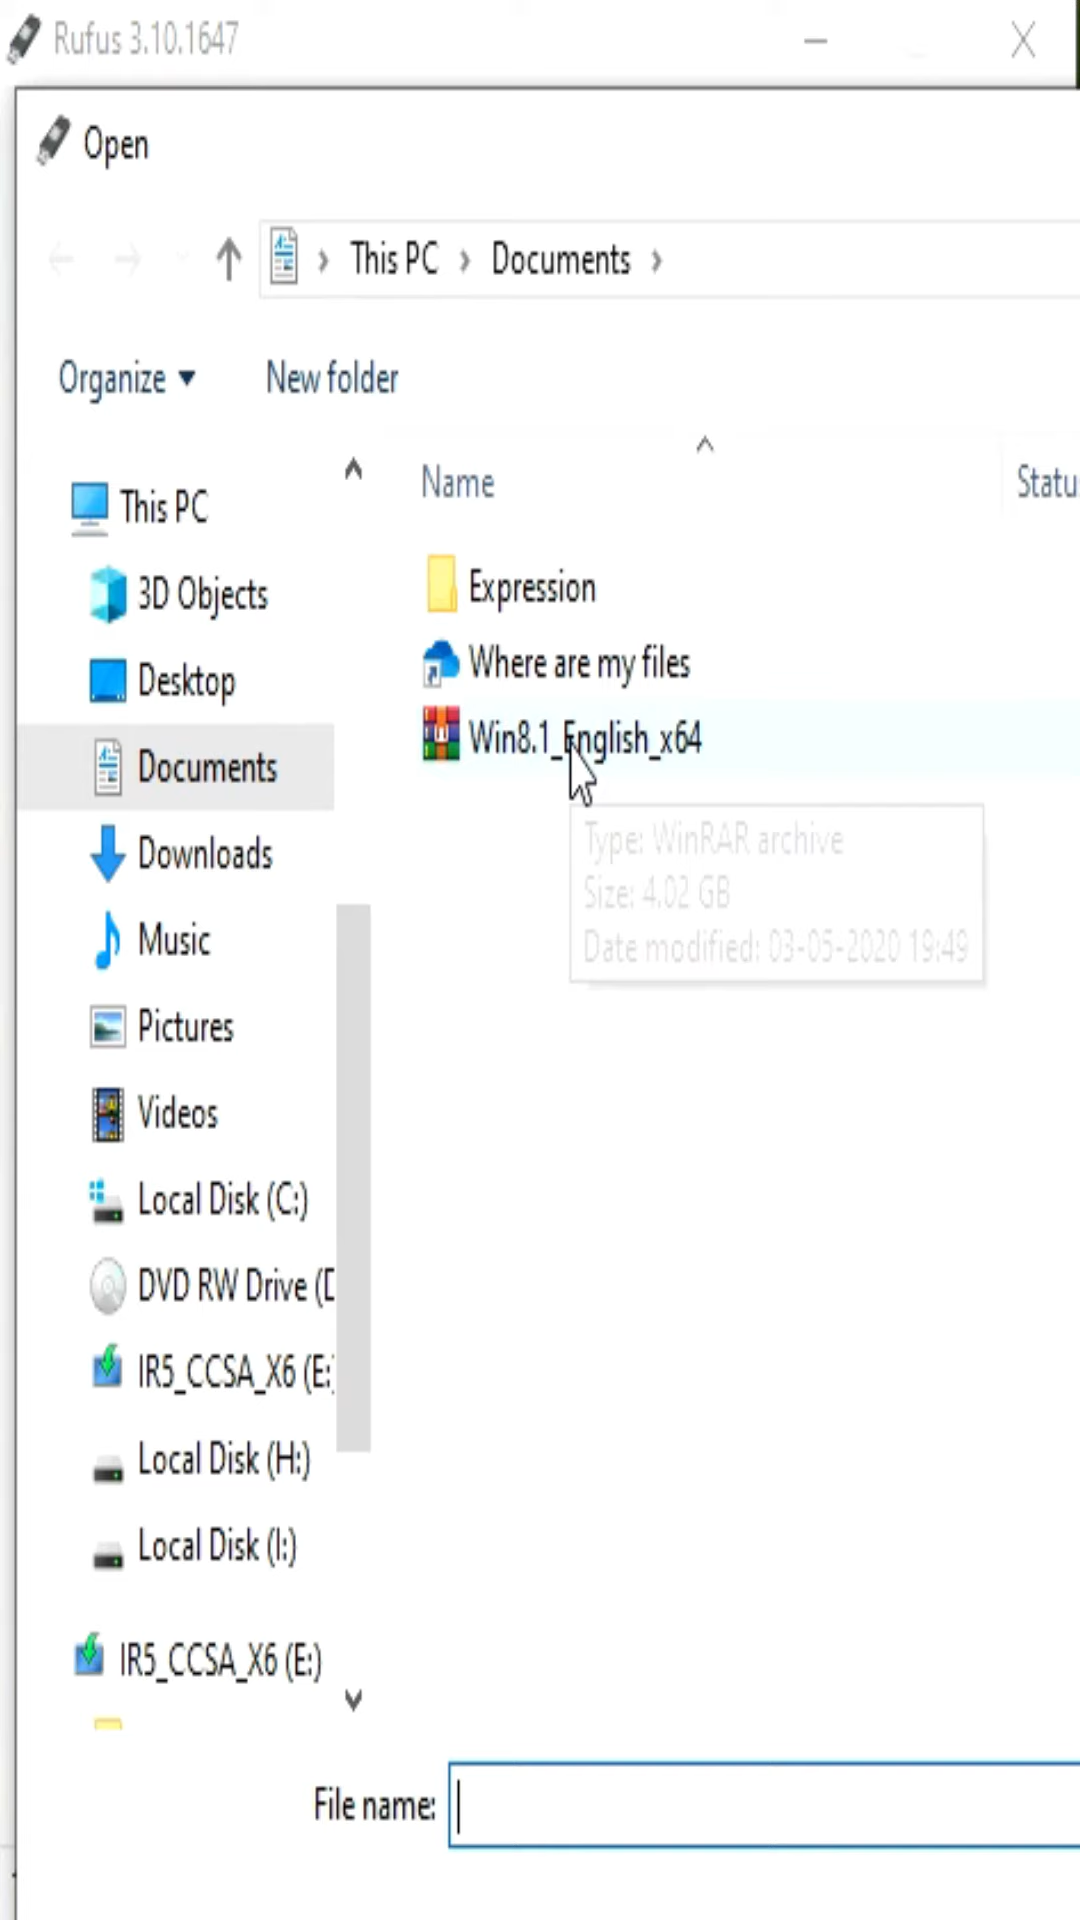 Rufus 3.10.1647
Open
This PC
Documents
Organize
New folder
Name
Statu
This PC
3D Objects
Desktop
Documents
Downloads
Music
Pictures
Videos
Local Disk (C:)
DVD RW Drive (D
IR5_CCSA_X6 (E:)
Local Disk (H:)
Local Disk (I:)
IR5_CCSA_X6 (E:)
Expression
Where are my files
Win8.1_English_x64
Type: WinRAR archive
Size: 4.02 GB
Date modified: 03-05-2020 19:49
File name: